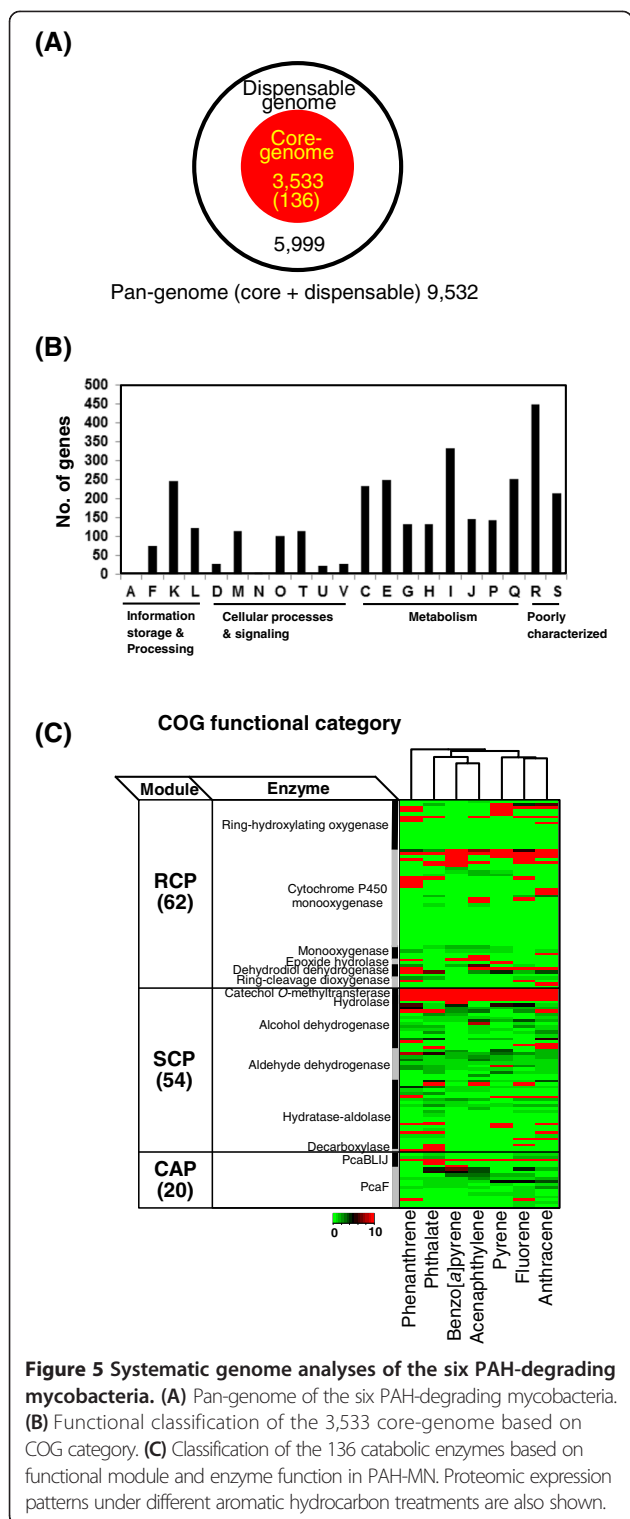 (A)
Dispensable
genome
Core-
genome
3,533
(136)
5,999
Pan-genome (core + dispensable) 9,532
(B)
No. of genes
500
450
400
350
300
250
200
150
100
50
0
A F K L D M N O T U V C E G H I J P Q R S
Information
storage &
Processing
Cellular processes
& signaling
Metabolism
Poorly
characterized
COG functional category
(C)
Module
Enzyme
RCP
(62)
Ring-hydroxylating oxygenase
Cytochrome P450
monooxygenase
Monooxygenase
Epoxide hydrolase
Dehydrodiol dehydrogenase
Ring-cleavage dioxygenase
SCP
(54)
Catechol O-methyltransferase
Hydrolase
Alcohol dehydrogenase
Aldehyde dehydrogenase
Hydratase-aldolase
Decarboxylase
CAP
(20)
PcaBLIJ
PcaF
0 10
Phenanthrene
Phthalate
Benzo[a]pyrene
Acenaphthylene
Pyrene
Fluorene
Anthracene
Figure 5 Systematic genome analyses of the six PAH-degrading
mycobacteria. (A) Pan-genome of the six PAH-degrading mycobacteria.
(B) Functional classification of the 3,533 core-genome based on
COG category. (C) Classification of the 136 catabolic enzymes based on
functional module and enzyme function in PAH-MN. Proteomic expression
patterns under different aromatic hydrocarbon treatments are also shown.